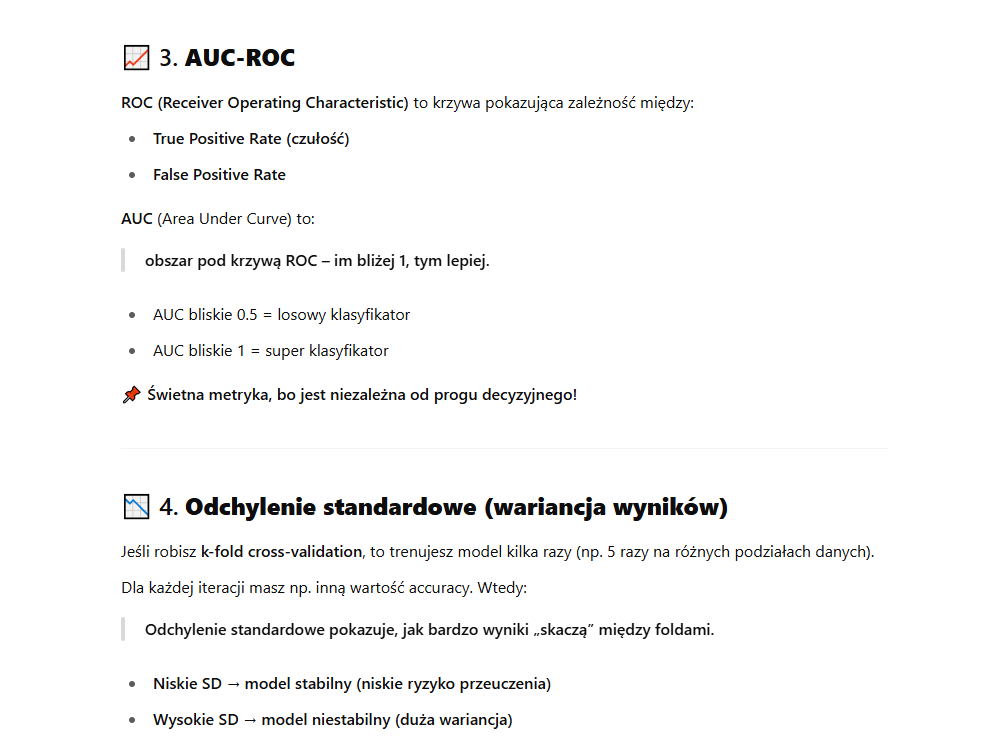 📈 3. AUC-ROC
ROC (Receiver Operating Characteristic) to krzywa pokazująca zależność między:
• True Positive Rate (czułość)
• False Positive Rate
AUC (Area Under Curve) to:
obszar pod krzywą ROC – im bliżej 1, tym lepiej.
• AUC bliskie 0.5 = losowy klasyfikator
• AUC bliskie 1 = super klasyfikator
📌 Świetna metryka, bo jest niezależna od progu decyzyjnego!
📉 4. Odchylenie standardowe (wariancja wyników)
Jeśli robisz k-fold cross-validation, to trenujesz model kilka razy (np. 5 razy na różnych podziałach danych).
Dla każdej iteracji masz np. inną wartość accuracy. Wtedy:
Odchylenie standardowe pokazuje, jak bardzo wyniki „skaczą” między foldami.
• Niskie SD → model stabilny (niskie ryzyko przeuczenia)
• Wysokie SD → model niestabilny (duża wariancja)